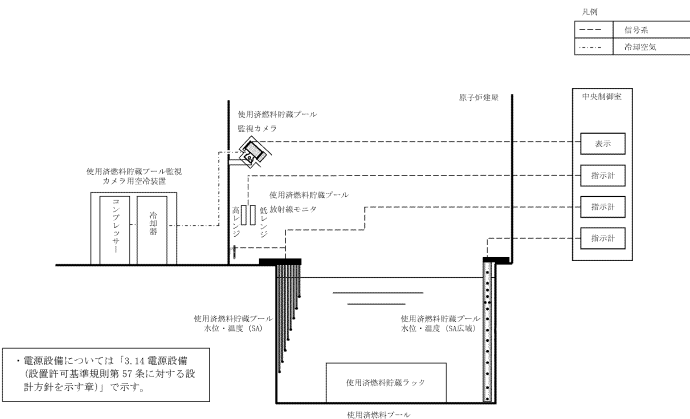 凡例
信号系
冷却空気
原子炉建屋
中央制御室
使用済燃料貯蔵プール
監視カメラ
表示
使用済燃料貯蔵プール監視
カメラ用空冷装置
指示計
使用済燃料貯蔵プール
放射線モニタ
高レンジ
低レンジ
コンプレッサー
冷却器
指示計
指示計
使用済燃料貯蔵プール
水位・温度(SA)
使用済燃料貯蔵プール
水位・温度(SA広域)
・電源設備については「3.14 電源設備
(設置許可基準規則第 57 条に対する設
計方針を示す章)」で示す。
使用済燃料貯蔵ラック
使用済燃料プール